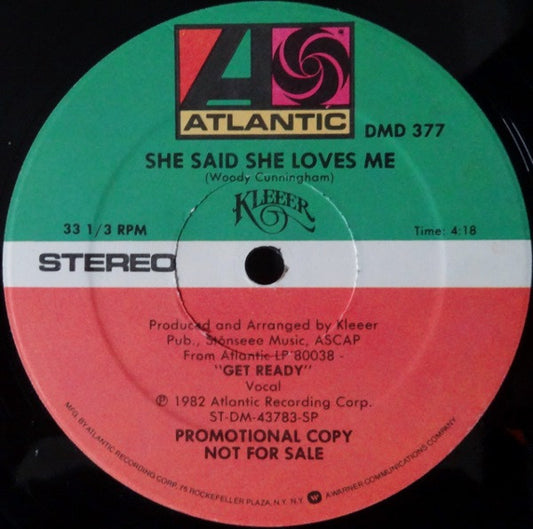 A
ATLANTIC
DMD 377
SHE SAID SHE LOVES ME
(Woody Cunningham)
KLEEER
33 1/3 RPM
Time: 4:18
STEREO
Produced and Arranged by Kleeer
Pub., Stonseee Music, ASCAP
From Atlantic LP 80038 -
"GET READY"
Vocal
℗ 1982 Atlantic Recording Corp.
ST-DM-43783-SP
PROMOTIONAL COPY
NOT FOR SALE
MFG. BY ATLANTIC RECORDING CORP., 75 ROCKEFELLER PLAZA, N.Y. N.Y. W A WARNER COMMUNICATIONS COMPANY